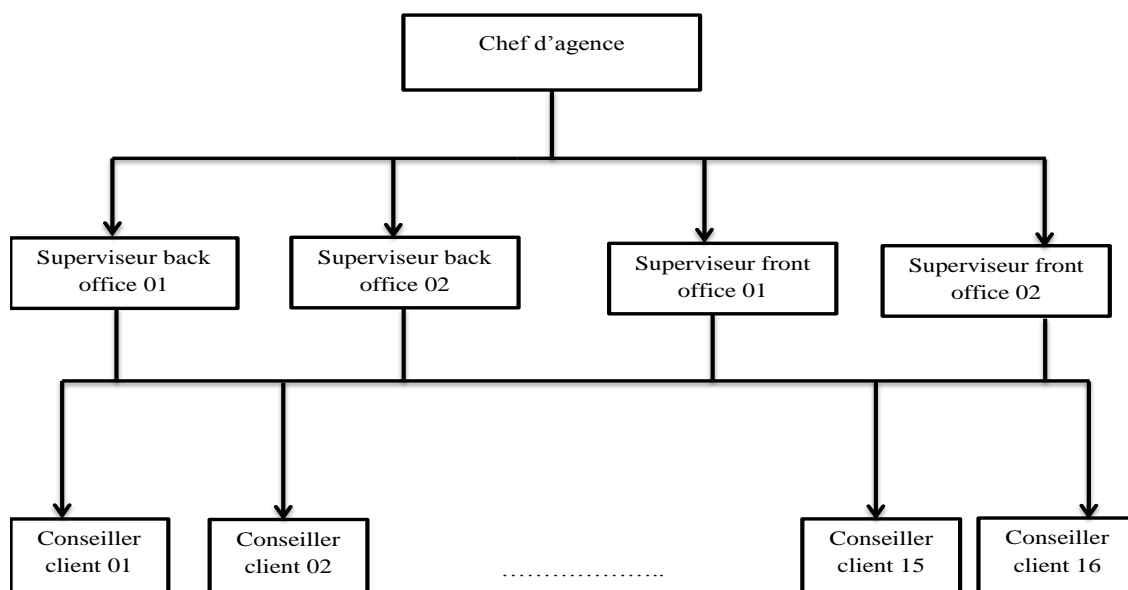 Chef d’agence
Superviseur back
office 01
Superviseur back
office 02
Superviseur front
office 01
Superviseur front
office 02
Conseiller
client 01
Conseiller
client 02
………………..
Conseiller
client 15
Conseiller
client 16